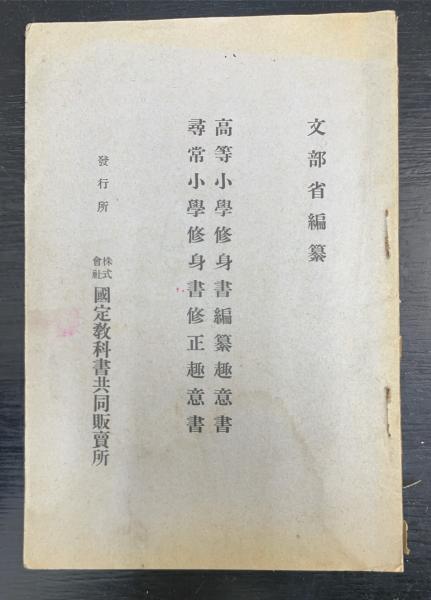 文部省編纂
高等小學修身書編纂趣意書
尋常小學修身書修正趣意書
發行所
株式會社 國定教科書共同販賣所